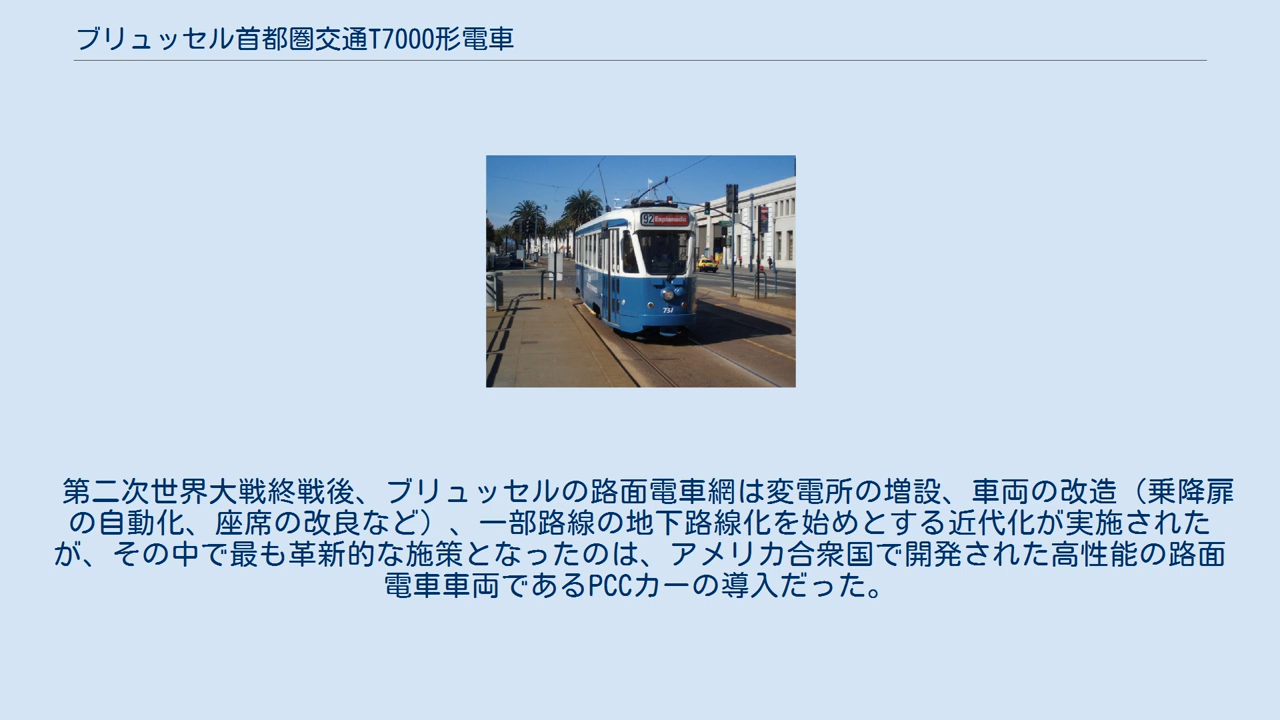 ブリュッセル首都圏交通T7000形電車
92 Esplanade
737
第二次世界大戦終戦後、ブリュッセルの路面電車網は変電所の増設、車両の改造（乗降扉
の自動化、座席の改良など）、一部路線の地下路線化を始めとする近代化が実施された
が、その中で最も革新的な施策となったのは、アメリカ合衆国で開発された高性能の路面
電車車両であるPCCカーの導入だった。